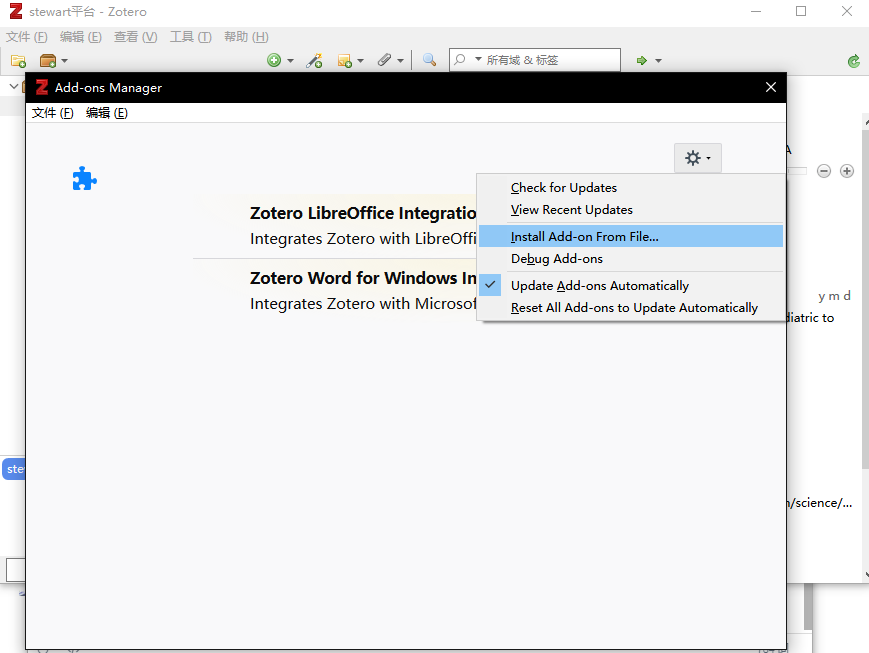 stewart平台 - Zotero
文件 (F) 编辑 (E) 查看 (V) 工具 (T) 帮助 (H)
所有域 & 标签
Add-ons Manager
文件 (F) 编辑 (E)
A
Check for Updates
View Recent Updates
Zotero LibreOffice Integratio
Install Add-on From File...
Integrates Zotero with LibreOffi
Debug Add-ons
Zotero Word for Windows In
Update Add-ons Automatically
y m d
Integrates Zotero with Microsof
Reset All Add-ons to Update Automatically
diatric to
ste
n/science/...